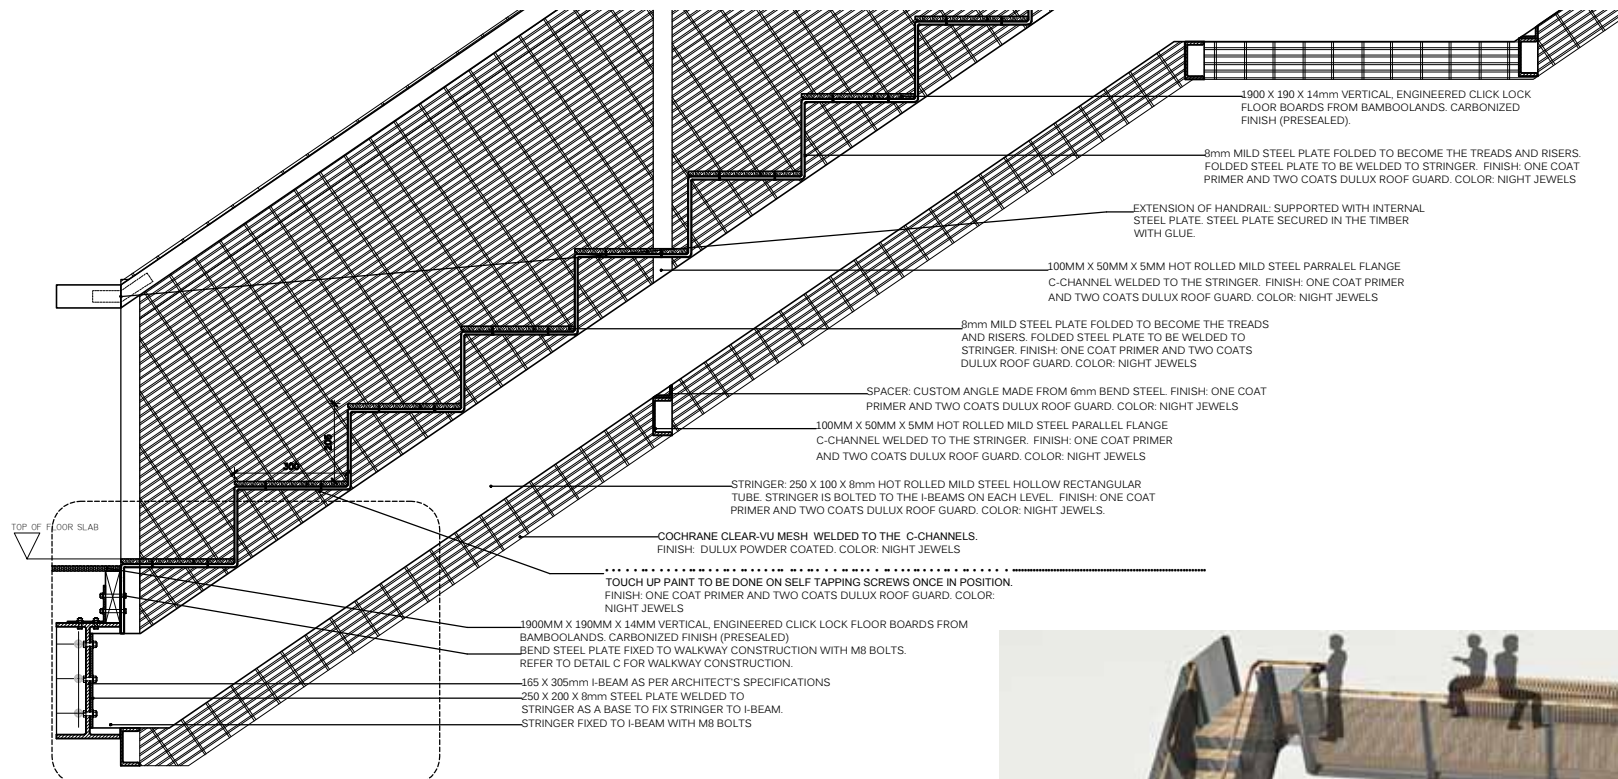 1900 X 190 X 14mm VERTICAL, ENGINEERED CLICK LOCK
FLOOR BOARDS FROM BAMBOOLANDS. CARBONIZED
FINISH (PRESEALED).
8mm MILD STEEL PLATE FOLDED TO BECOME THE TREADS AND RISERS.
FOLDED STEEL PLATE TO BE WELDED TO STRINGER. FINISH: ONE COAT
PRIMER AND TWO COATS DULUX ROOF GUARD. COLOR: NIGHT JEWELS
EXTENSION OF HANDRAIL: SUPPORTED WITH INTERNAL
STEEL PLATE. STEEL PLATE SECURED IN THE TIMBER
WITH GLUE.
100MM X 50MM X 5MM HOT ROLLED MILD STEEL PARRALEL FLANGE
C-CHANNEL WELDED TO THE STRINGER. FINISH: ONE COAT PRIMER
AND TWO COATS DULUX ROOF GUARD. COLOR: NIGHT JEWELS
8mm MILD STEEL PLATE FOLDED TO BECOME THE TREADS
AND RISERS. FOLDED STEEL PLATE TO BE WELDED TO
STRINGER. FINISH: ONE COAT PRIMER AND TWO COATS
DULUX ROOF GUARD. COLOR: NIGHT JEWELS
SPACER: CUSTOM ANGLE MADE FROM 6mm BEND STEEL. FINISH: ONE COAT
PRIMER AND TWO COATS DULUX ROOF GUARD. COLOR: NIGHT JEWELS
100MM X 50MM X 5MM HOT ROLLED MILD STEEL PARALLEL FLANGE
C-CHANNEL WELDED TO THE STRINGER. FINISH: ONE COAT PRIMER
AND TWO COATS DULUX ROOF GUARD. COLOR: NIGHT JEWELS
205
300
STRINGER: 250 X 100 X 8mm HOT ROLLED MILD STEEL HOLLOW RECTANGULAR
TUBE. STRINGER IS BOLTED TO THE I-BEAMS ON EACH LEVEL. FINISH: ONE COAT
PRIMER AND TWO COATS DULUX ROOF GUARD. COLOR: NIGHT JEWELS.
TOP OF FLOOR SLAB
COCHRANE CLEAR-VU MESH WELDED TO THE C-CHANNELS.
FINISH: DULUX POWDER COATED. COLOR: NIGHT JEWELS
TOUCH UP PAINT TO BE DONE ON SELF TAPPING SCREWS ONCE IN POSITION.
FINISH: ONE COAT PRIMER AND TWO COATS DULUX ROOF GUARD. COLOR:
NIGHT JEWELS
1900MM X 190MM X 14MM VERTICAL, ENGINEERED CLICK LOCK FLOOR BOARDS FROM
BAMBOOLANDS. CARBONIZED FINISH (PRESEALED)
BEND STEEL PLATE FIXED TO WALKWAY CONSTRUCTION WITH M8 BOLTS.
REFER TO DETAIL C FOR WALKWAY CONSTRUCTION.
165 X 305mm I-BEAM AS PER ARCHITECT'S SPECIFICATIONS
250 X 200 X 8mm STEEL PLATE WELDED TO
STRINGER AS A BASE TO FIX STRINGER TO I-BEAM.
STRINGER FIXED TO I-BEAM WITH M8 BOLTS